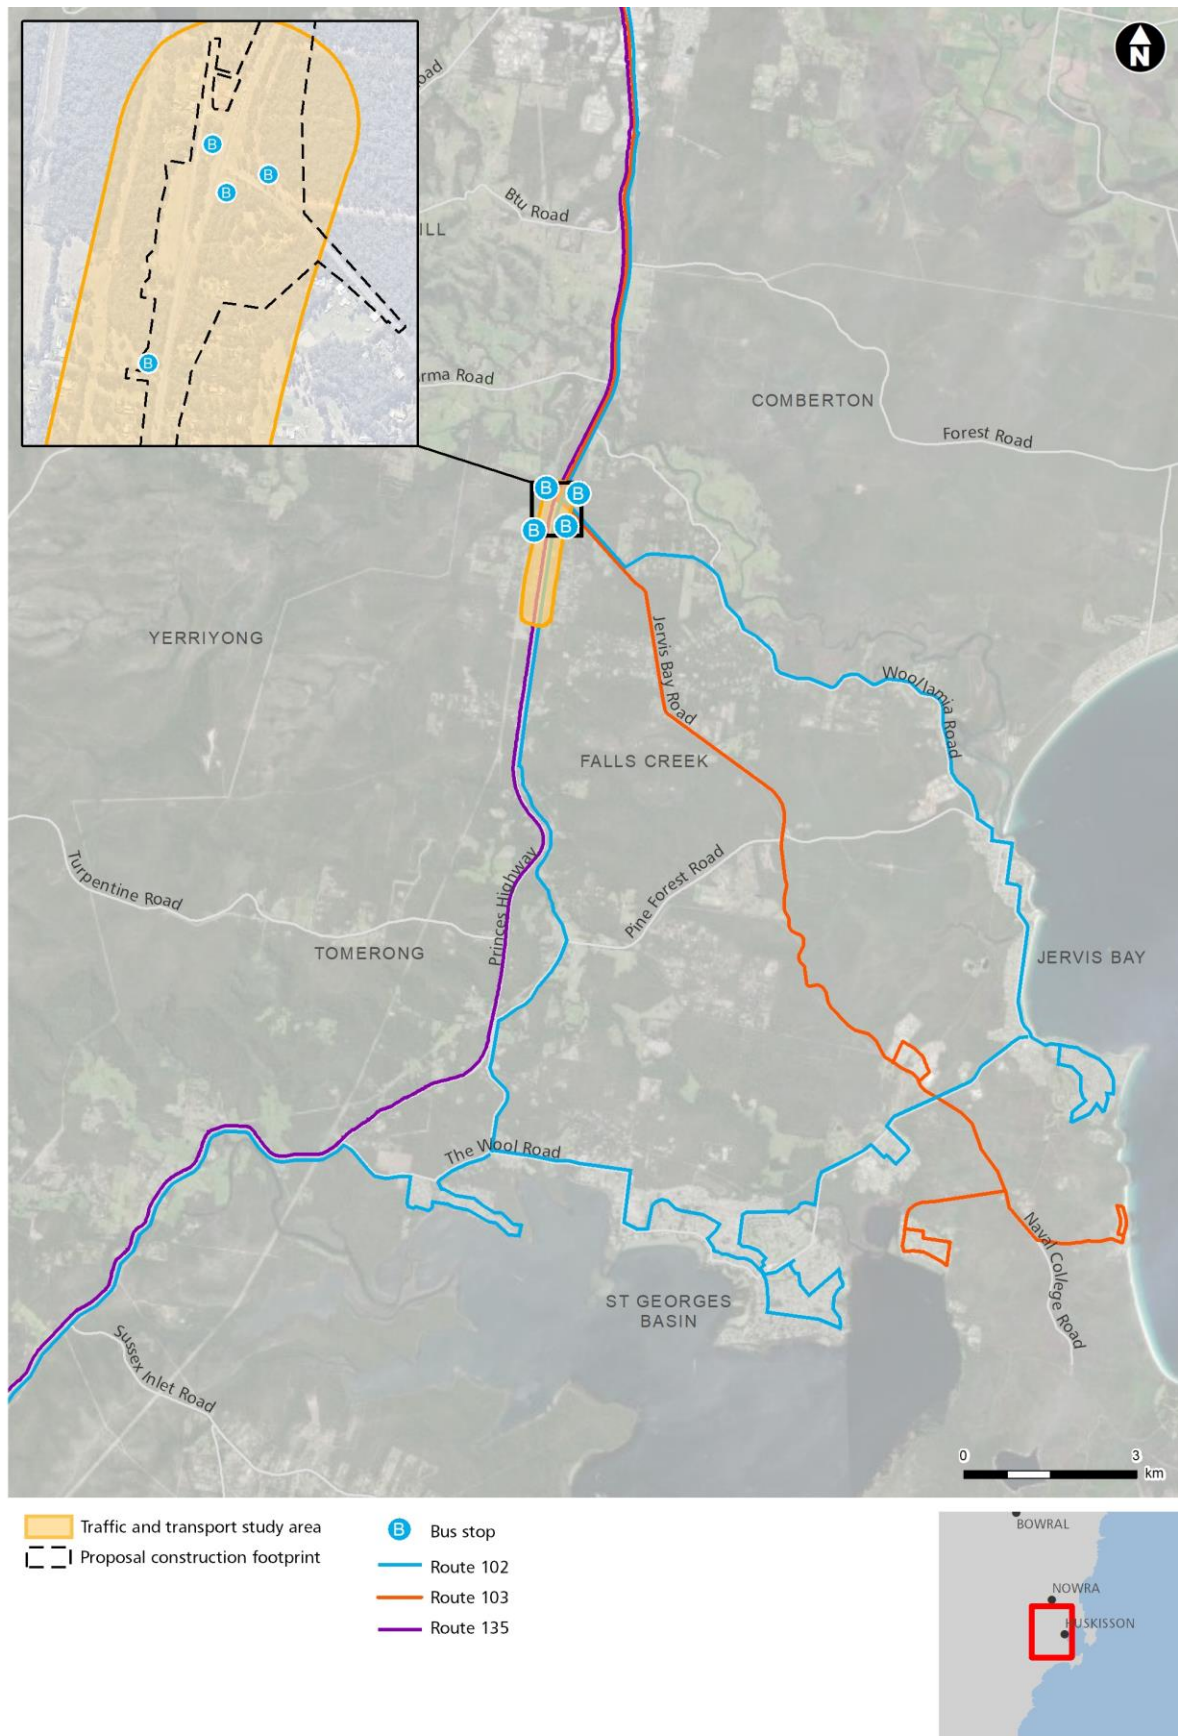 N
oad
B
B
B
B
Btu Road
ILL
rma Road
COMBERTON
Forest Road
B
B
B
B
YERRIYONG
Jervis Bay Road
Woollamia Road
FALLS CREEK
Turpentine Road
Princes Highway
Pine Forest Road
TOMERONG
JERVIS BAY
The Wool Road
Naval College Road
ST GEORGES
BASIN
Sussex Inlet Road
0 3
km
Traffic and transport study area
Proposal construction footprint
B Bus stop
Route 102
Route 103
Route 135
BOWRAL
NOWRA
HUSKISSON